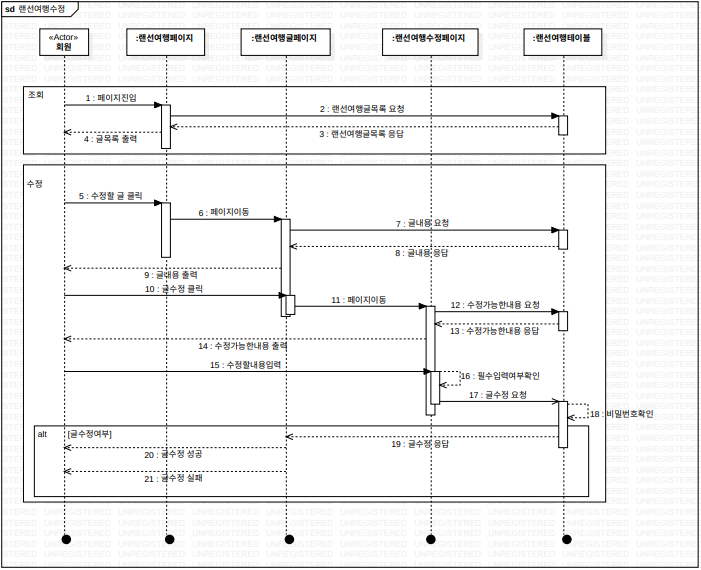 sd 랜선여행수정
«Actor»
회원
:랜선여행페이지
:랜선여행글페이지
:랜선여행수정페이지
:랜선여행테이블
조회
1 : 페이지진입
2 : 랜선여행글목록 요청
3 : 랜선여행글목록 응답
4 : 글목록 출력
수정
5 : 수정할 글 클릭
6 : 페이지이동
7 : 글내용 요청
8 : 글내용 응답
9 : 글내용 출력
10 : 글수정 클릭
11 : 페이지이동
12 : 수정가능한내용 요청
13 : 수정가능한내용 응답
14 : 수정가능한내용 출력
15 : 수정할내용입력
16 : 필수입력여부확인
17 : 글수정 요청
18 : 비밀번호확인
alt [글수정여부]
19 : 글수정 응답
20 : 글수정 성공
21 : 글수정 실패